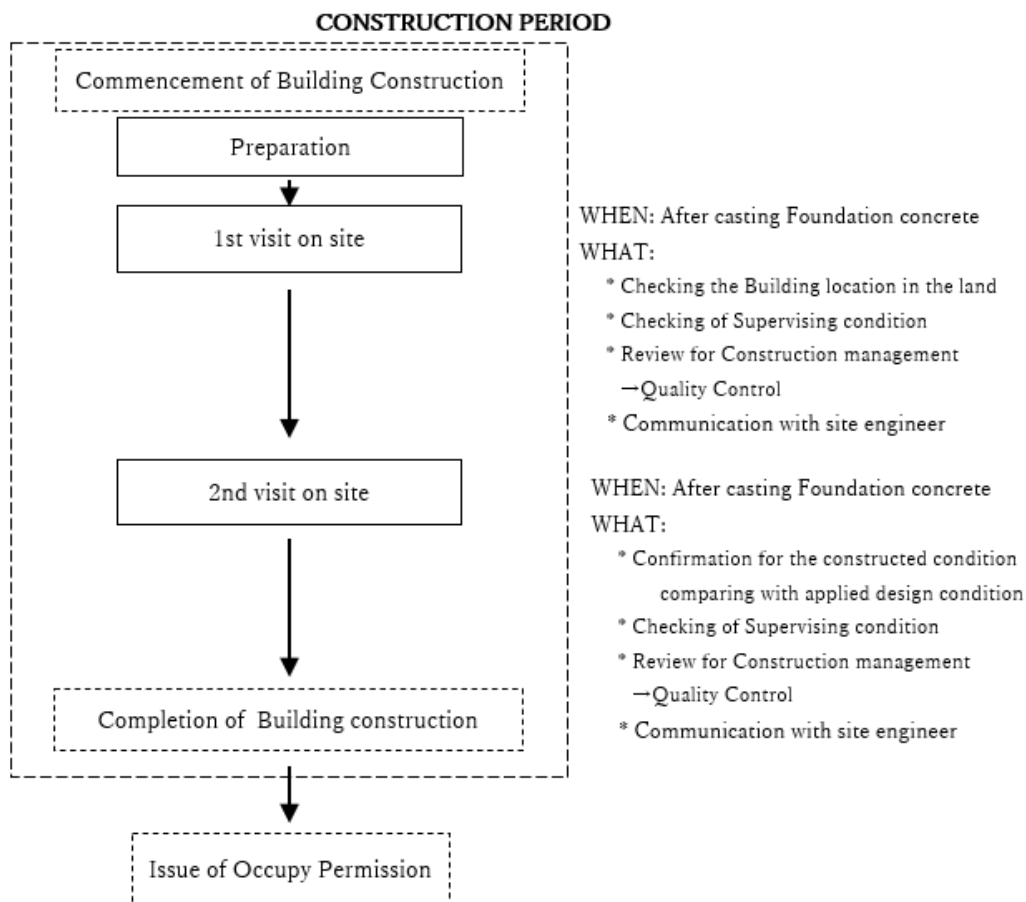 CONSTRUCTION PERIOD
Commencement of Building Construction
Preparation
1st visit on site
WHEN: After casting Foundation concrete
WHAT:
* Checking the Building location in the land
* Checking of Supervising condition
* Review for Construction management
→Quality Control
* Communication with site engineer
2nd visit on site
WHEN: After casting Foundation concrete
WHAT:
* Confirmation for the constructed condition
comparing with applied design condition
* Checking of Supervising condition
* Review for Construction management
→Quality Control
* Communication with site engineer
Completion of Building construction
Issue of Occupy Permission